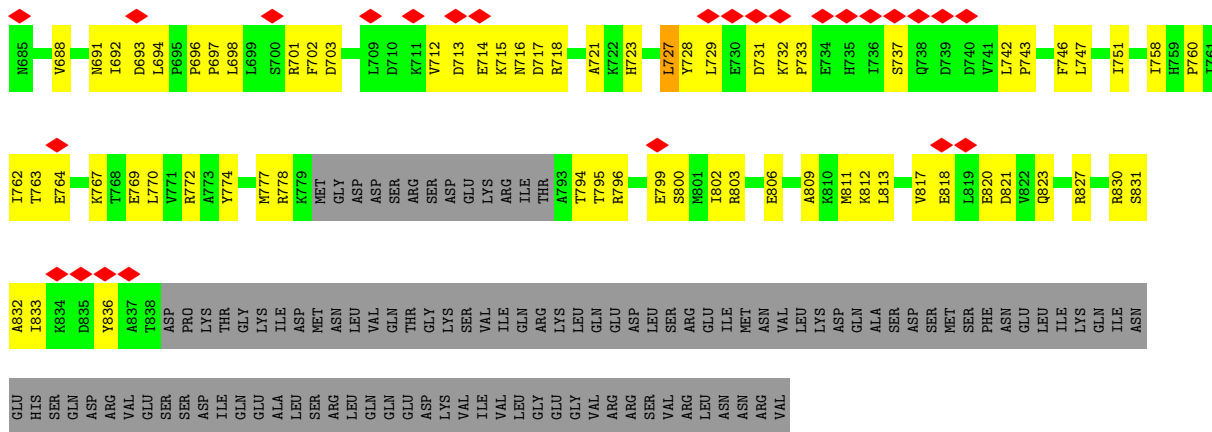 N685 V688 N691 I692 D693 L694 P695 P696 P697 L698 L699 S700 R701 F702 D703 L709 D710 K711 V712 D713 E714 K715 N716 D717 R718 A721 K722 H723 L727 Y728 L729 E730 D731 K732 P733 E734 H735 I736 S737 Q738 D739 D740 V741 L742 P743 F746 L747 I751 I758 H759 P760 I761
I762 T763 E764 K767 T768 E769 L770 V771 R772 A773 Y774 M777 R778 K779 MET GLY ASP ASP SER ARG SER ASP GLU LYS ARG ILE THR A793 T794 T795 R796 E799 S800 M801 I802 R803 E806 A809 K810 M811 K812 L813 V817 E818 L819 E820 D821 V822 Q823 R827 R830 S831
A832 I833 K834 D835 Y836 A837 T838 ASP PRO LYS THR GLY LYS ILE ASP MET ASN LEU VAL GLN THR GLY LYS SER VAL ILE GLN ARG LYS LEU GLN GLU ASP LEU SER ARG GLU ILE MET ASN VAL LEU LYS ASP GLN ALA SER ASP SER MET SER PHE ASN GLU LEU ILE LYS GLN ILE ASN
GLU HIS SER GLN ASP ARG VAL GLU SER SER ASP ILE GLN GLU ALA LEU SER ARG LEU GLN GLN GLU ASP LYS VAL ILE VAL LEU GLY GLU GLY VAL ARG ARG SER VAL ARG LEU ASN ASN ARG VAL